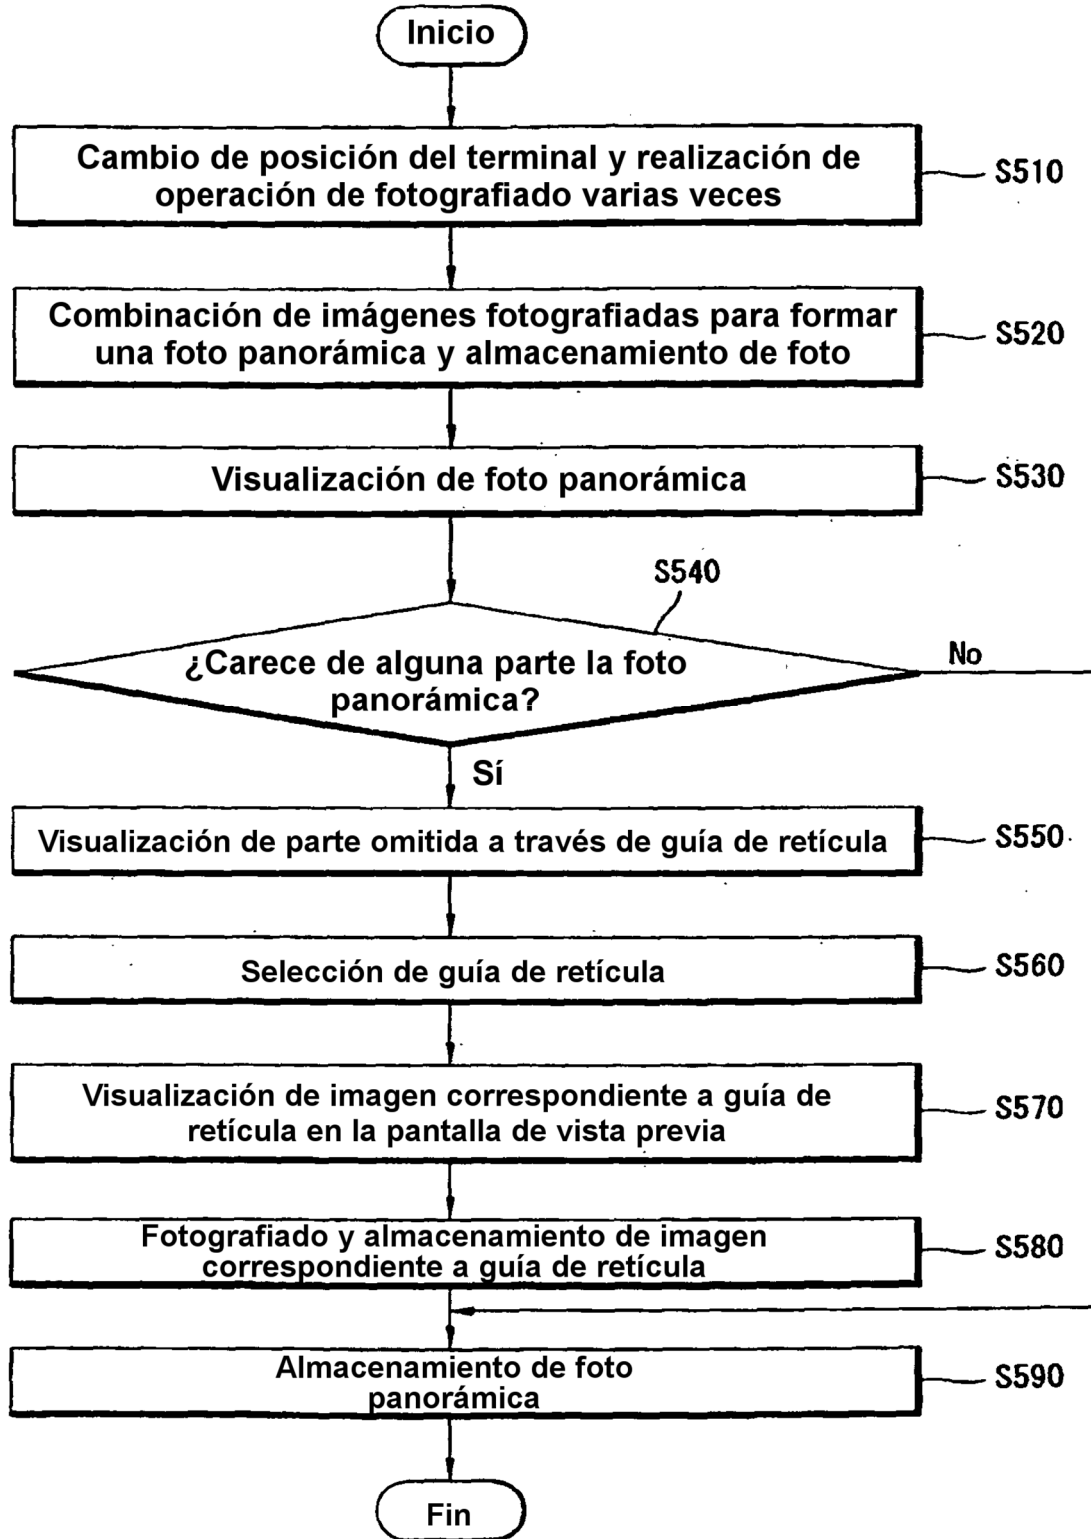 Inicio
Cambio de posición del terminal y realización de
operación de fotografiado varias veces
S510
Combinación de imágenes fotografiadas para formar
una foto panorámica y almacenamiento de foto
S520
Visualización de foto panorámica
S530
S540
¿Carece de alguna parte la foto
panorámica?
No
Sí
Visualización de parte omitida a través de guía de retícula
S550
Selección de guía de retícula
S560
Visualización de imagen correspondiente a guía de
retícula en la pantalla de vista previa
S570
Fotografiado y almacenamiento de imagen
correspondiente a guía de retícula
S580
Almacenamiento de foto
panorámica
S590
Fin